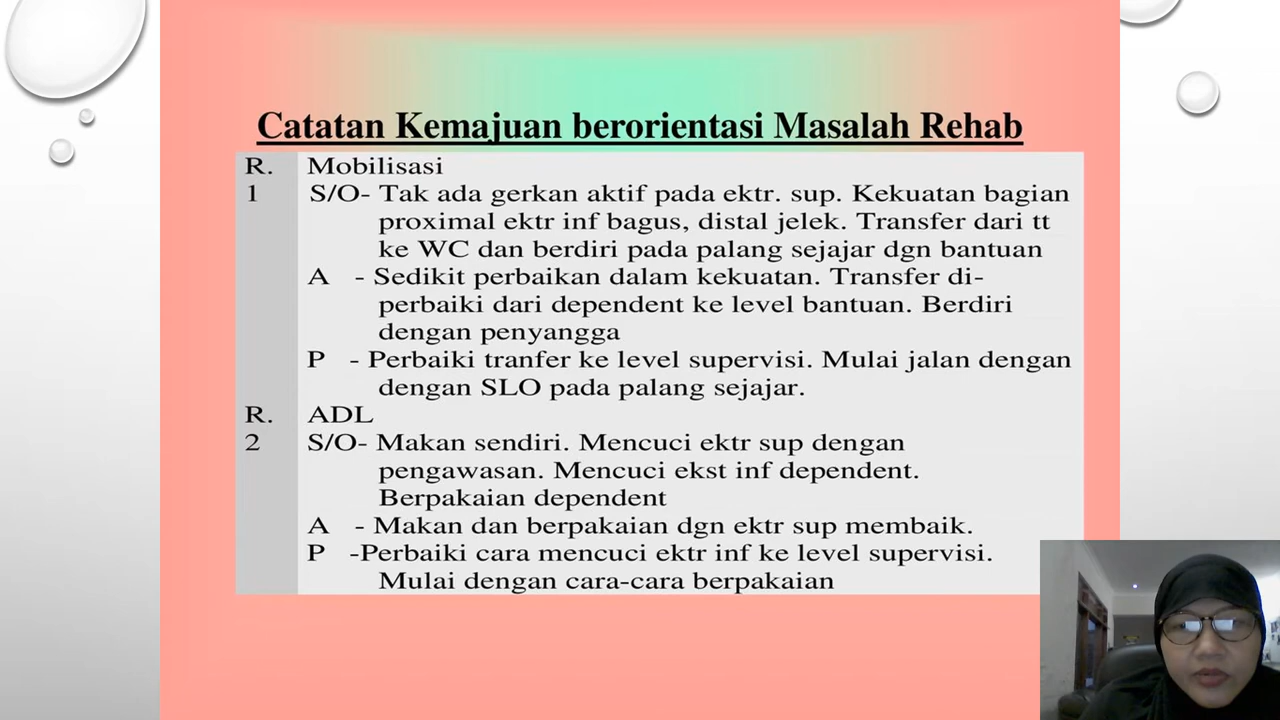 Catatan Kemajuan berorientasi Masalah Rehab
R. Mobilisasi
1 S/O- Tak ada gerkan aktif pada ektr. sup. Kekuatan bagian
proximal ektr inf bagus, distal jelek. Transfer dari tt
ke WC dan berdiri pada palang sejajar dgn bantuan
A - Sedikit perbaikan dalam kekuatan. Transfer di-
perbaiki dari dependent ke level bantuan. Berdiri
dengan penyangga
P - Perbaiki tranfer ke level supervisi. Mulai jalan dengan
dengan SLO pada palang sejajar.
R. ADL
2 S/O- Makan sendiri. Mencuci ektr sup dengan
pengawasan. Mencuci ekst inf dependent.
Berpakaian dependent
A - Makan dan berpakaian dgn ektr sup membaik.
P -Perbaiki cara mencuci ektr inf ke level supervisi.
Mulai dengan cara-cara berpakaian